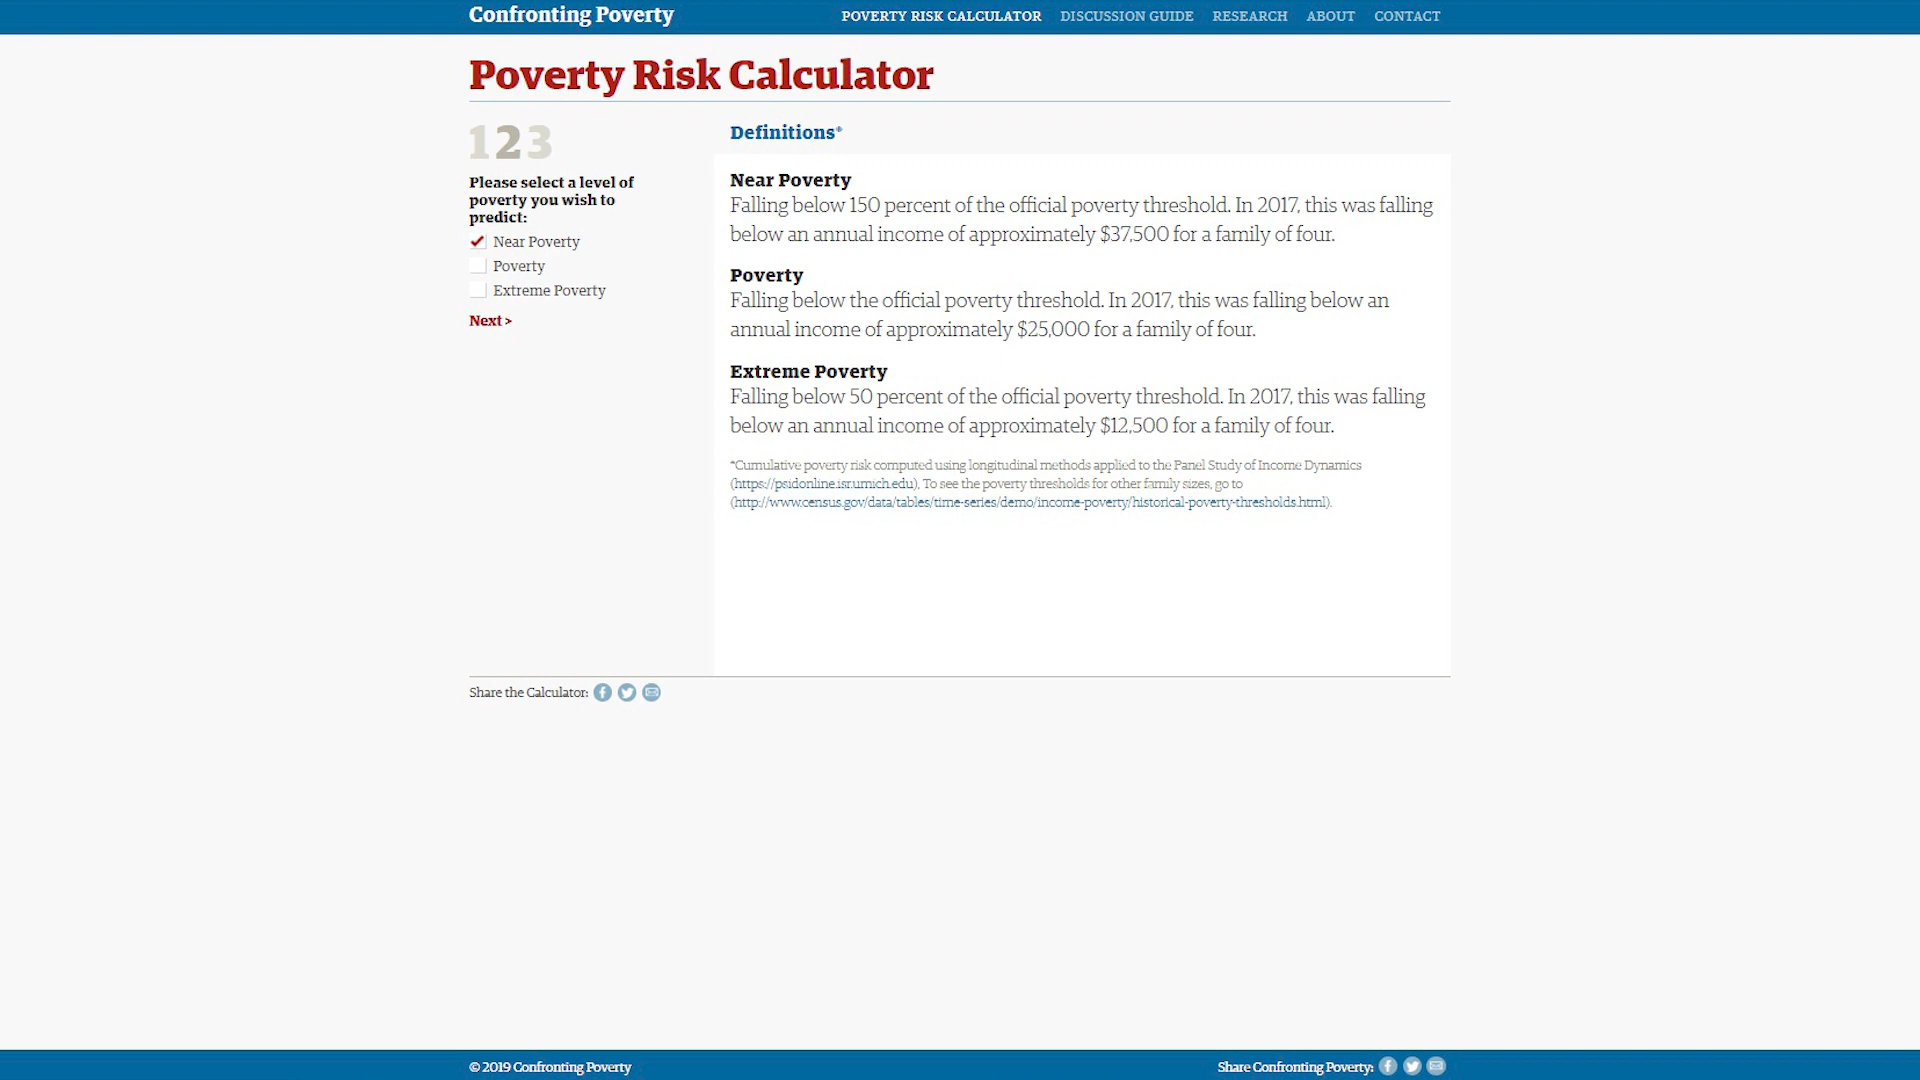 Confronting Poverty
POVERTY RISK CALCULATOR DISCUSSION GUIDE RESEARCH ABOUT CONTACT
Poverty Risk Calculator
1 2 3
Please select a level of
poverty you wish to
predict:
Near Poverty
Poverty
Extreme Poverty
Next >
Definitions*
Near Poverty
Falling below 150 percent of the official poverty threshold. In 2017, this was falling
below an annual income of approximately $37,500 for a family of four.
Poverty
Falling below the official poverty threshold. In 2017, this was falling below an
annual income of approximately $25,000 for a family of four.
Extreme Poverty
Falling below 50 percent of the official poverty threshold. In 2017, this was falling
below an annual income of approximately $12,500 for a family of four.
*Cumulative poverty risk computed using longitudinal methods applied to the Panel Study of Income Dynamics
(https://psidonline.isr.umich.edu), To see the poverty thresholds for other family sizes, go to
(http://www.census.gov/data/tables/time-series/demo/income-poverty/historical-poverty-thresholds.html).
Share the Calculator:
© 2019 Confronting Poverty
Share Confronting Poverty: